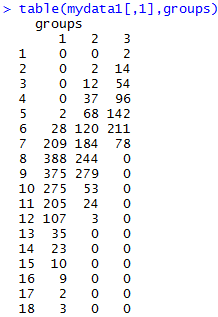 > table(mydata1[,1],groups)
groups
1 2 3
1 0 0 2
2 0 2 14
3 0 12 54
4 0 37 96
5 2 68 142
6 28 120 211
7 209 184 78
8 388 244 0
9 375 279 0
10 275 53 0
11 205 24 0
12 107 3 0
13 35 0 0
14 23 0 0
15 10 0 0
16 9 0 0
17 2 0 0
18 3 0 0